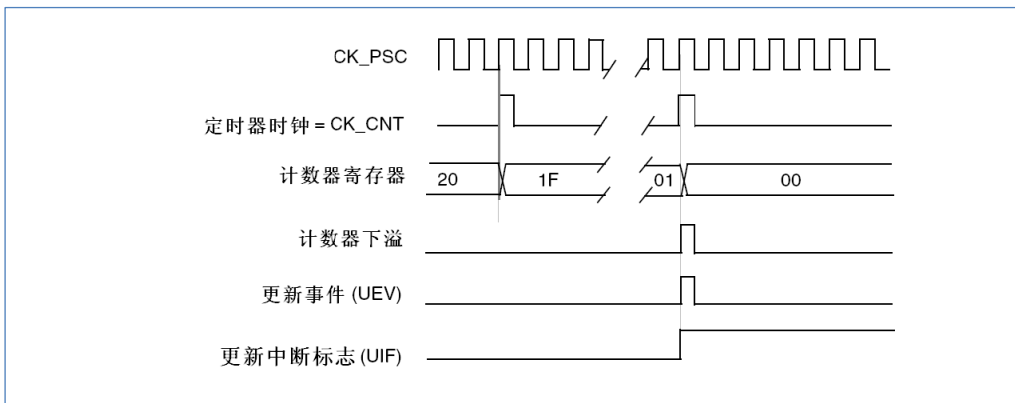 CK_PSC
定时器时钟 = CK_CNT
计数器寄存器 20 1F 01 00
计数器下溢
更新事件 (UEV)
更新中断标志 (UIF)